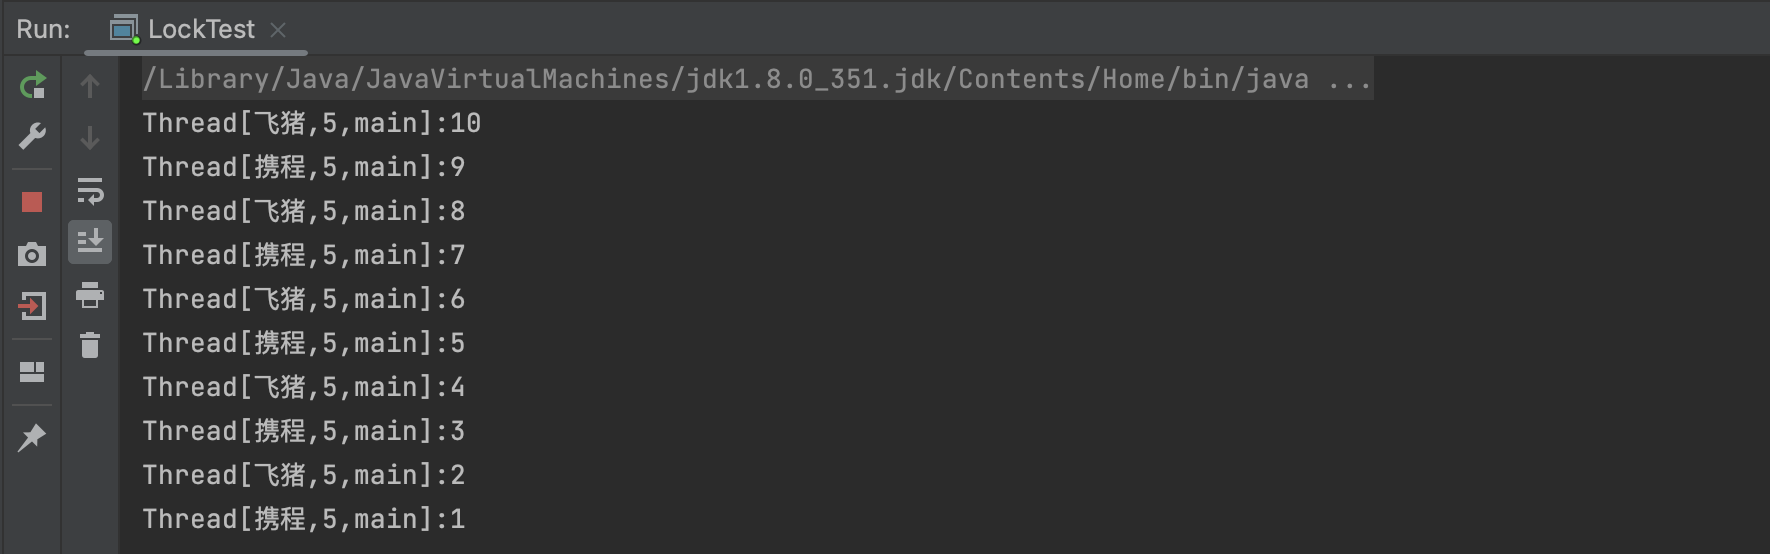 Run: LockTest
/Library/Java/JavaVirtualMachines/jdk1.8.0_351.jdk/Contents/Home/bin/java ...
Thread[飞猪,5,main]:10
Thread[携程,5,main]:9
Thread[飞猪,5,main]:8
Thread[携程,5,main]:7
Thread[飞猪,5,main]:6
Thread[携程,5,main]:5
Thread[飞猪,5,main]:4
Thread[携程,5,main]:3
Thread[飞猪,5,main]:2
Thread[携程,5,main]:1